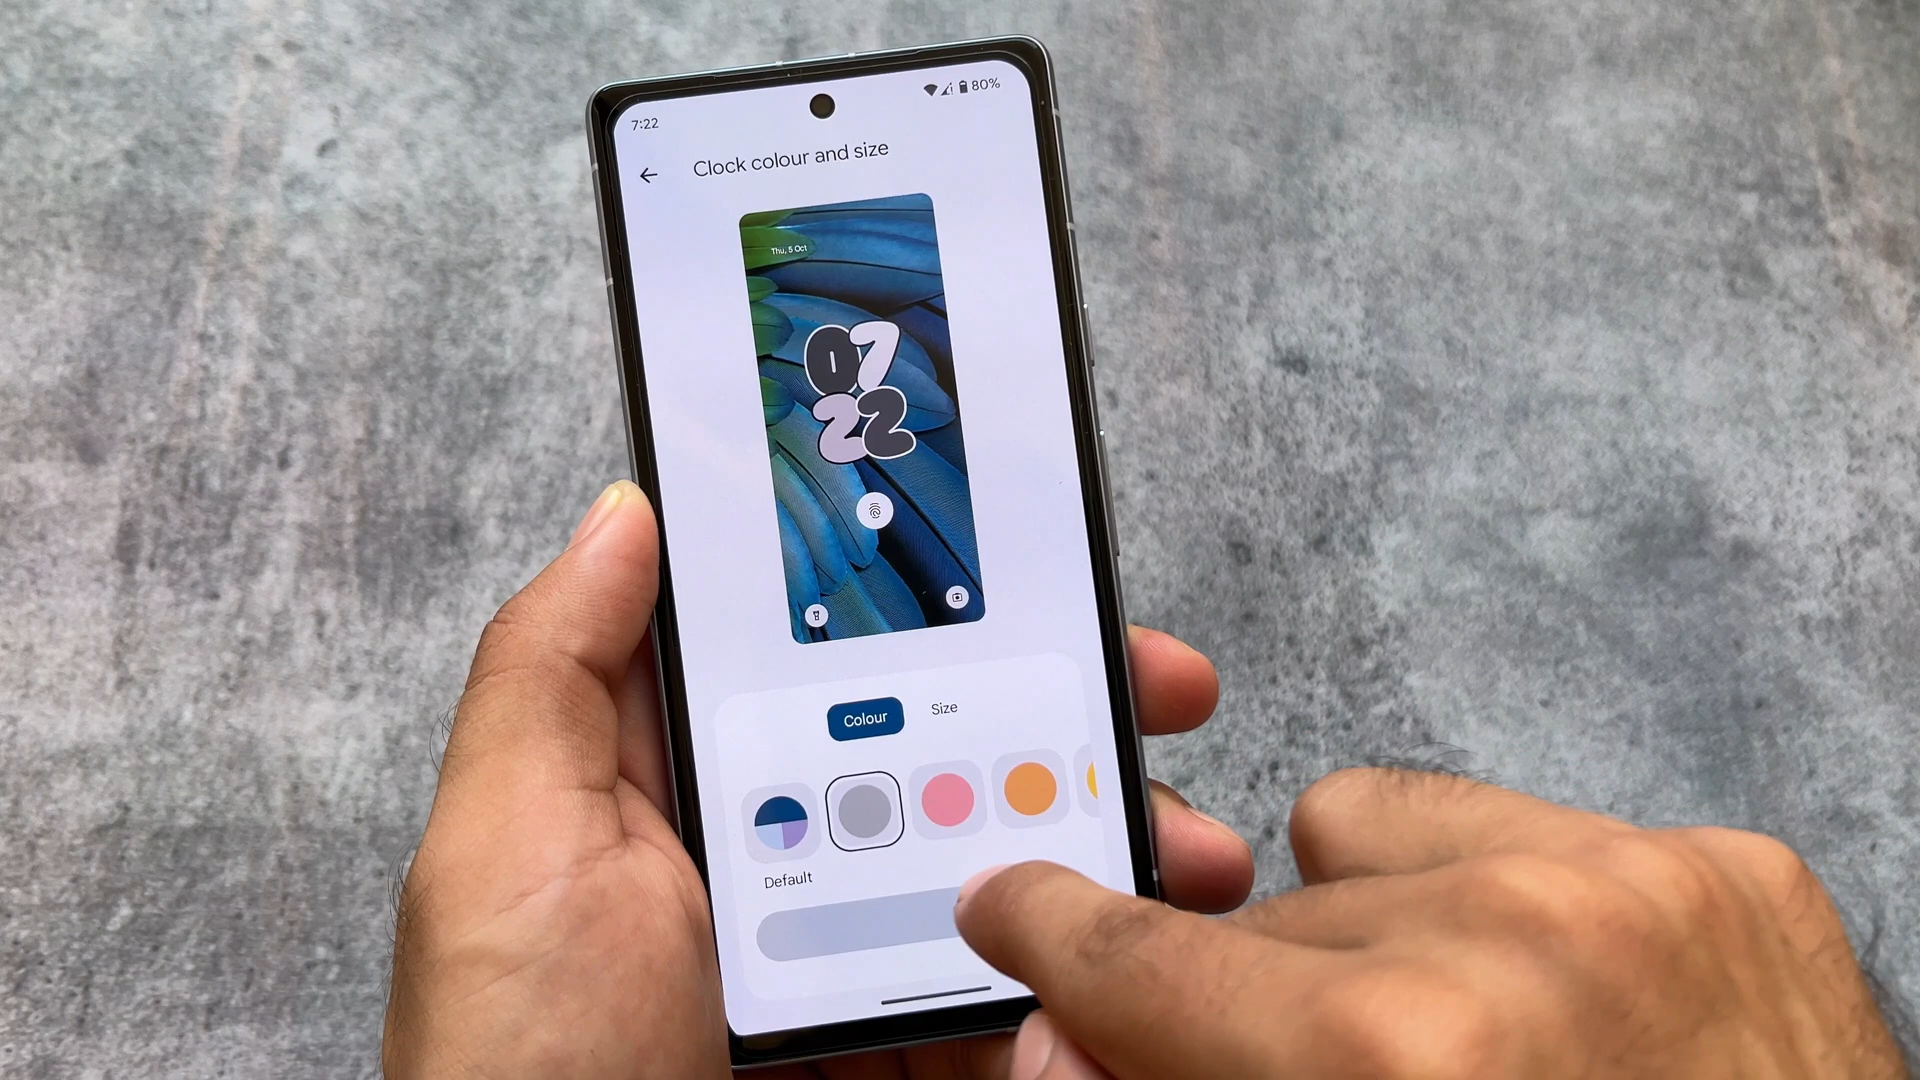 7:22
80%
Clock colour and size
Thu, 5 Oct
07
22
Colour
Size
Default